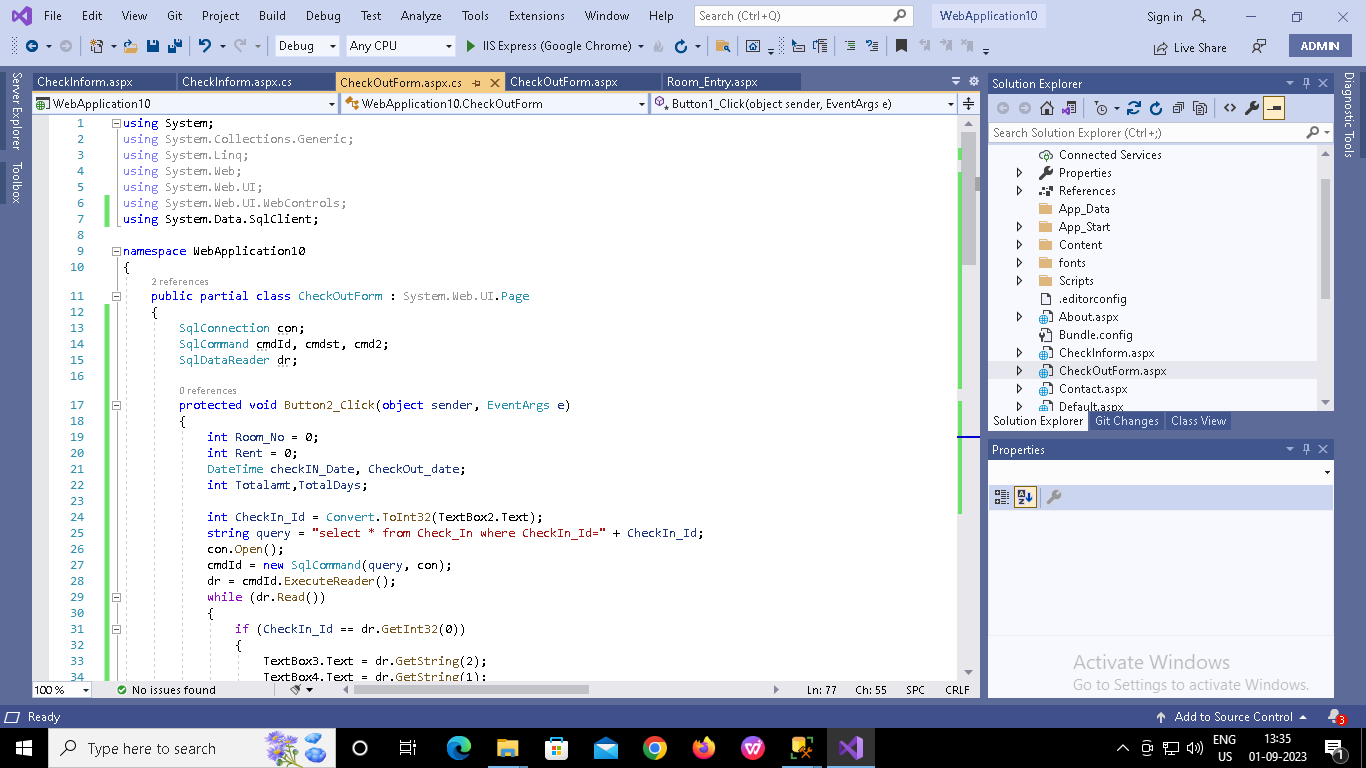 File Edit View Git Project Build Debug Test Analyze Tools Extensions Window Help Search (Ctrl+Q) WebApplication10 Sign in
Debug Any CPU IIS Express (Google Chrome) Live Share ADMIN
Server Explorer
Toolbox
CheckInform.aspx CheckInform.aspx.cs CheckOutForm.aspx.cs CheckOutForm.aspx Room_Entry.aspx
WebApplication10 WebApplication10.CheckOutForm Button1_Click(object sender, EventArgs e)
1 using System;
2 using System.Collections.Generic;
3 using System.Linq;
4 using System.Web;
5 using System.Web.UI;
6 using System.Web.UI.WebControls;
7 using System.Data.SqlClient;
8
9 namespace WebApplication10
10 {
2 references
11 public partial class CheckOutForm : System.Web.UI.Page
12 {
13 SqlConnection con;
14 SqlCommand cmdId, cmdst, cmd2;
15 SqlDataReader dr;
16
0 references
17 protected void Button2_Click(object sender, EventArgs e)
18 {
19 int Room_No = 0;
20 int Rent = 0;
21 DateTime checkIN_Date, CheckOut_date;
22 int Totalamt,TotalDays;
23
24 int CheckIn_Id = Convert.ToInt32(TextBox2.Text);
25 string query = "select * from Check_In where CheckIn_Id=" + CheckIn_Id;
26 con.Open();
27 cmdId = new SqlCommand(query, con);
28 dr = cmdId.ExecuteReader();
29 while (dr.Read())
30 {
31 if (CheckIn_Id == dr.GetInt32(0))
32 {
33 TextBox3.Text = dr.GetString(2);
34 TextBox4.Text = dr.GetString(1);
100 % No issues found Ln: 77 Ch: 55 SPC CRLF
Solution Explorer
Search Solution Explorer (Ctrl+;)
Connected Services
Properties
References
App_Data
App_Start
Content
fonts
Scripts
.editorconfig
About.aspx
Bundle.config
CheckInform.aspx
CheckOutForm.aspx
Contact.aspx
Default.aspx
Solution Explorer Git Changes Class View
Properties
Diagnostic Tools
Activate Windows
Go to Settings to activate Windows.
Ready Add to Source Control 3
Type here to search ENG US 13:35 01-09-2023 1